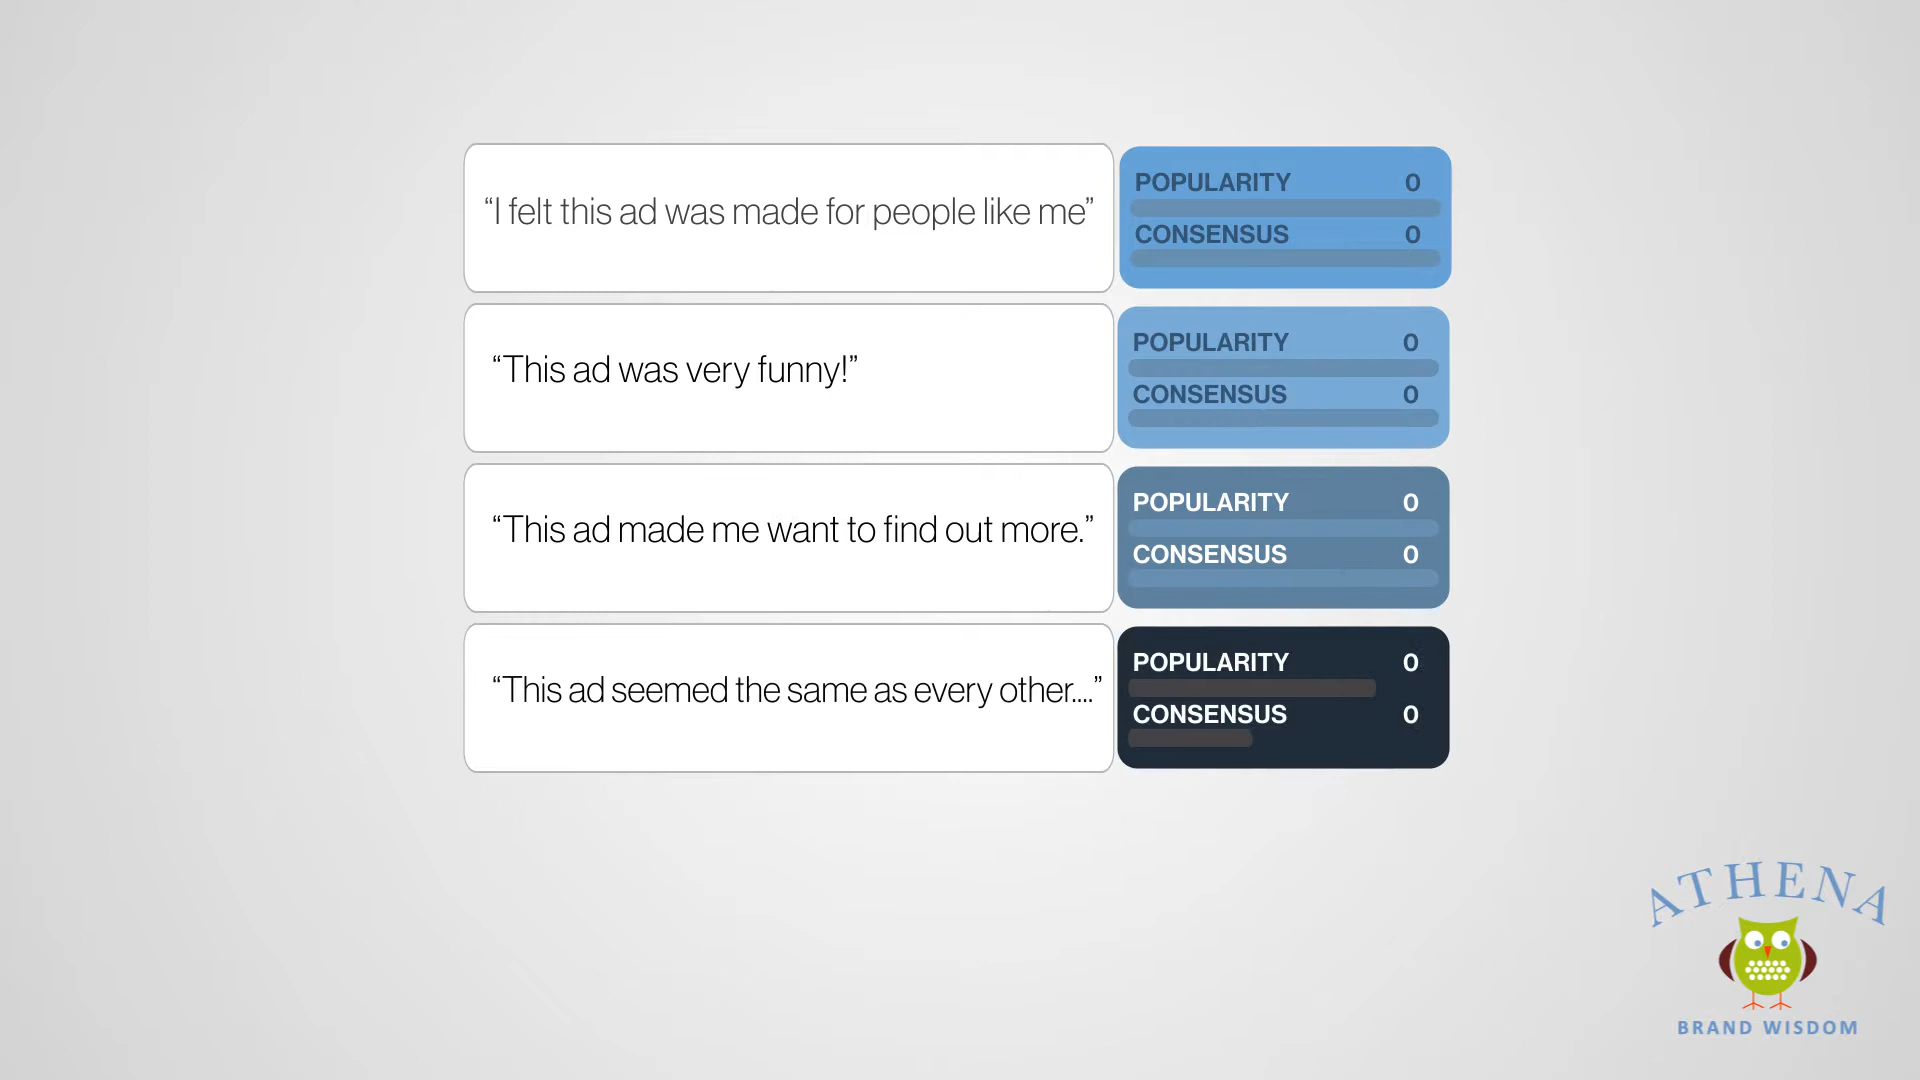 “I felt this ad was made for people like me”
POPULARITY 0
CONSENSUS 0
“This ad was very funny!”
POPULARITY 0
CONSENSUS 0
“This ad made me want to find out more.”
POPULARITY 0
CONSENSUS 0
“This ad seemed the same as every other....”
POPULARITY 0
CONSENSUS 0
ATHENA
BRAND WISDOM